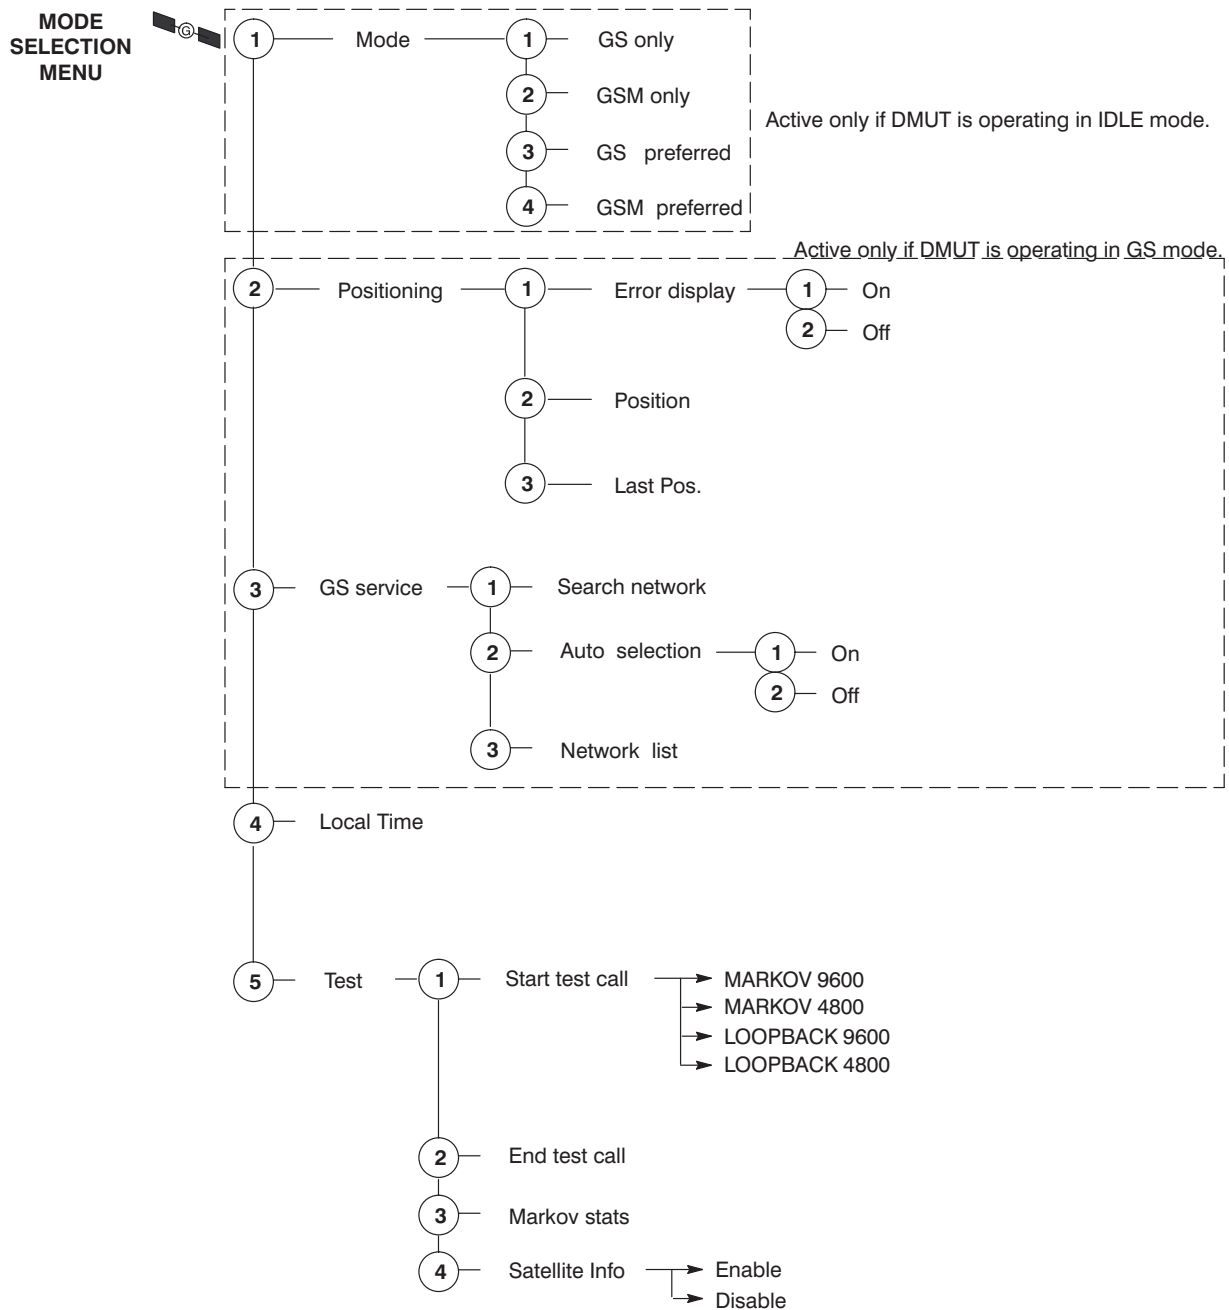 MODE
SELECTION
MENU
G
1 Mode 1 GS only
2 GSM only
Active only if DMUT is operating in IDLE mode.
3 GS preferred
4 GSM preferred
Active only if DMUT is operating in GS mode.
2 Positioning 1 Error display 1 On
2 Off
2 Position
3 Last Pos.
3 GS service 1 Search network
2 Auto selection 1 On
2 Off
3 Network list
4 Local Time
5 Test 1 Start test call MARKOV 9600
MARKOV 4800
LOOPBACK 9600
LOOPBACK 4800
2 End test call
3 Markov stats
4 Satellite Info Enable
Disable